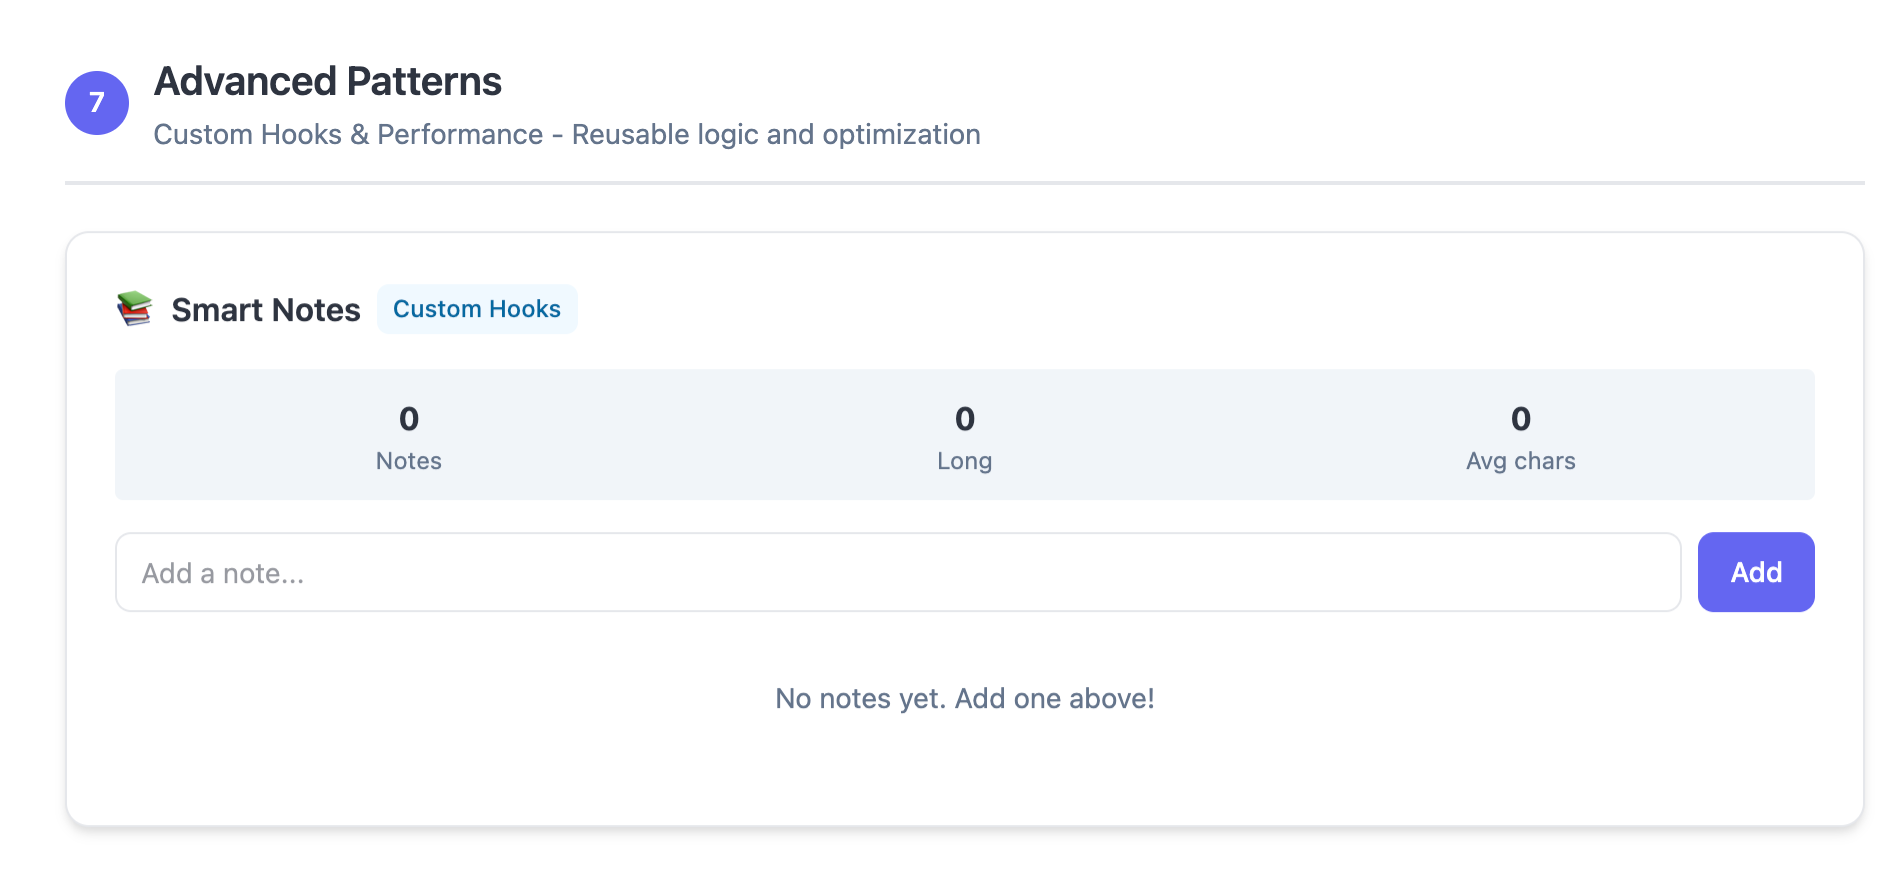 7
Advanced Patterns
Custom Hooks & Performance - Reusable logic and optimization
Smart Notes Custom Hooks
0 0 0
Notes Long Avg chars
Add a note...
Add
No notes yet. Add one above!